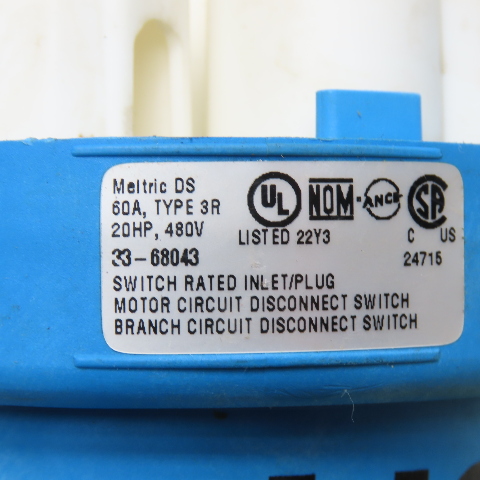 Meltric DS
60A, TYPE 3R
20HP, 480V
33-68043
UL
LISTED 22Y3
NOM-ANCE
SA
C US
24715
SWITCH RATED INLET/PLUG
MOTOR CIRCUIT DISCONNECT SWITCH
BRANCH CIRCUIT DISCONNECT SWITCH